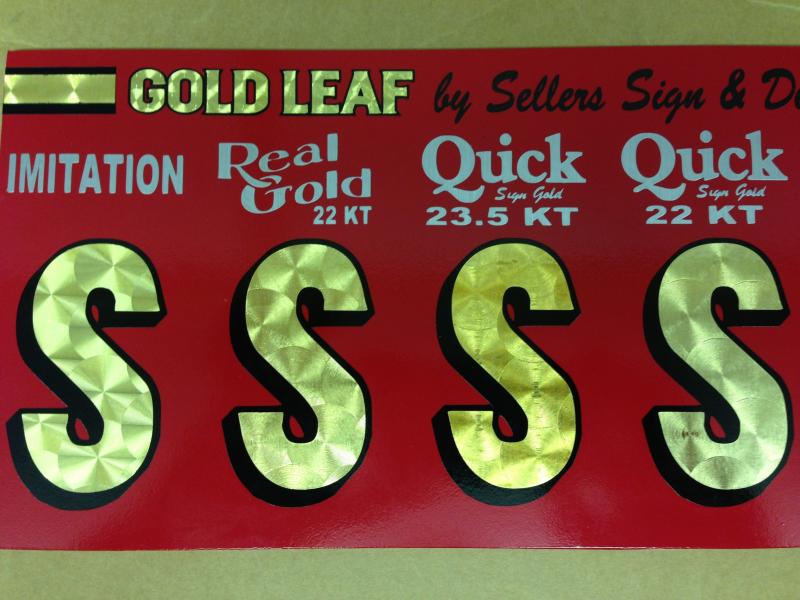 GOLD LEAF by Sellers Sign &
IMITATION
Real
Gold
22 KT
Quick
Sign Gold
23.5 KT
Quick
Sign Gold
22 KT
S S S S